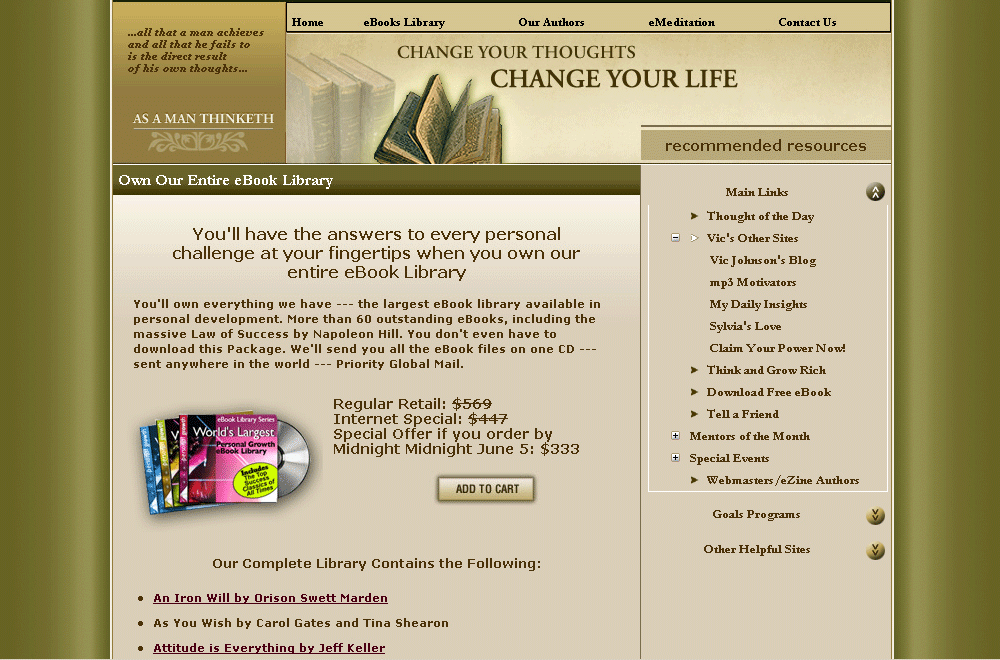 ...all that a man achieves
and all that he fails to
is the direct result
of his own thoughts...
AS A MAN THINKETH
Home eBooks Library Our Authors eMeditation Contact Us
CHANGE YOUR THOUGHTS
CHANGE YOUR LIFE
recommended resources
Own Our Entire eBook Library
You'll have the answers to every personal
challenge at your fingertips when you own our
entire eBook Library
You'll own everything we have --- the largest eBook library available in
personal development. More than 60 outstanding eBooks, including the
massive Law of Success by Napoleon Hill. You don't even have to
download this Package. We'll send you all the eBook files on one CD ---
sent anywhere in the world --- Priority Global Mail.
eBook Library Series
World's Largest
Personal Growth
eBook Library
Includes
The Top
Success
Classics of
All Times
Regular Retail: $569
Internet Special: $447
Special Offer if you order by
Midnight Midnight June 5: $333
ADD TO CART
Our Complete Library Contains the Following:
An Iron Will by Orison Swett Marden
As You Wish by Carol Gates and Tina Shearon
Attitude is Everything by Jeff Keller
Main Links
Thought of the Day
Vic's Other Sites
Vic Johnson's Blog
mp3 Motivators
My Daily Insights
Sylvia's Love
Claim Your Power Now!
Think and Grow Rich
Download Free eBook
Tell a Friend
Mentors of the Month
Special Events
Webmasters/eZine Authors
Goals Programs
Other Helpful Sites